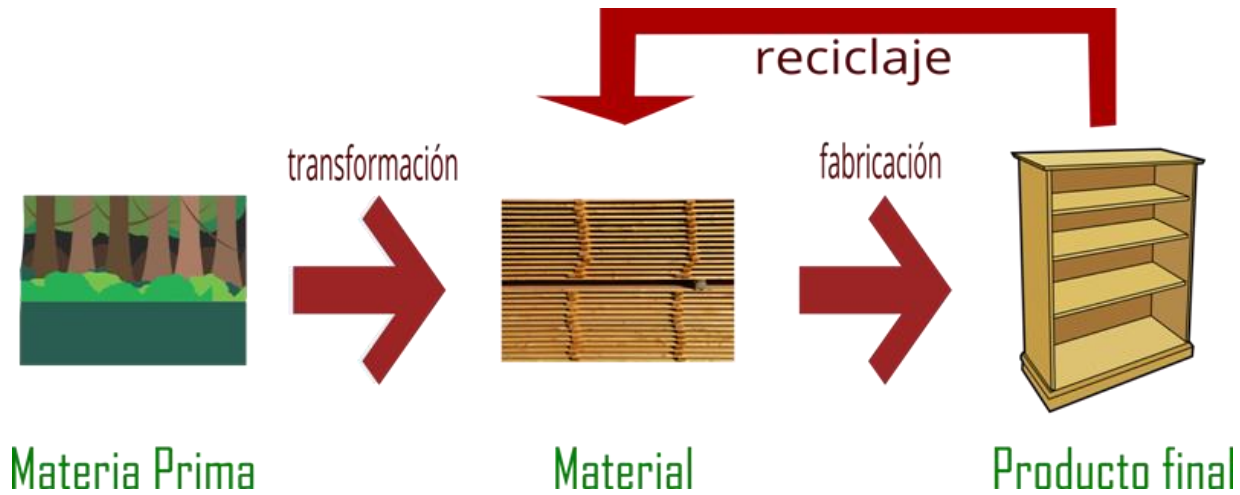 reciclaje
transformación
fabricación
Materia Prima
Material
Producto final